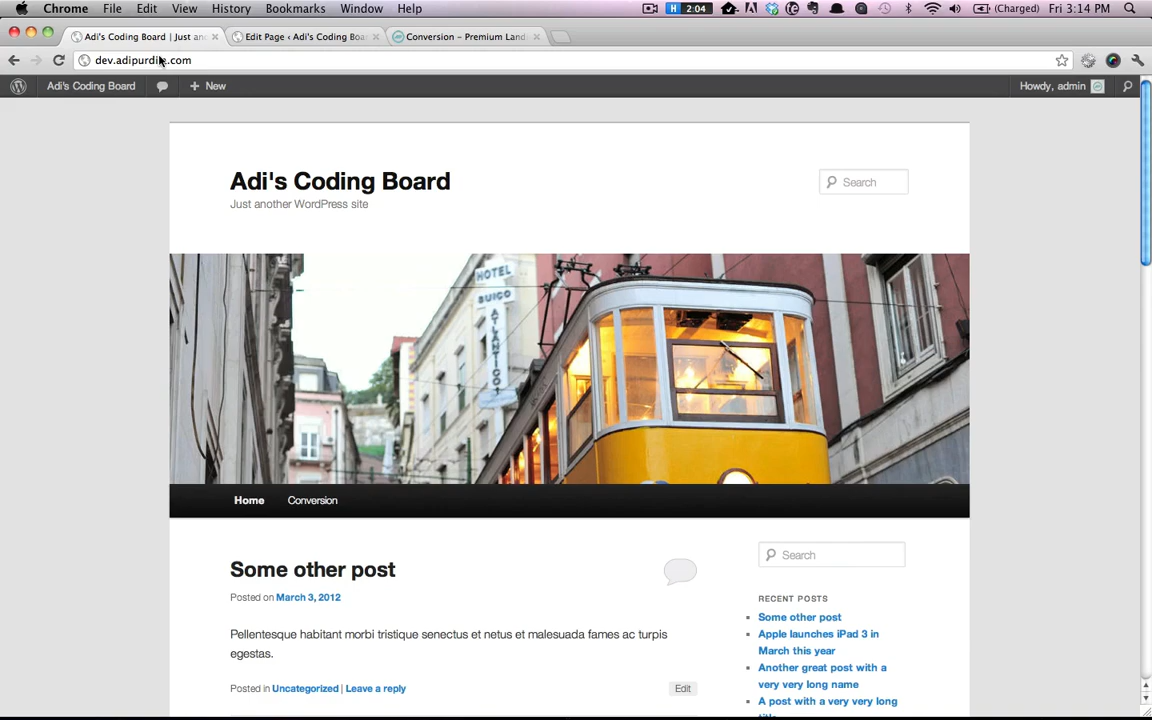 Chrome File Edit View History Bookmarks Window Help 2:04 (Charged) Fri 3:14 PM
Adi's Coding Board | Just an Edit Page ‹ Adi's Coding Boa Conversion – Premium Land
dev.adipurdila.com
Adi's Coding Board + New Howdy, admin
Adi's Coding Board
Search
Just another WordPress site
HOTEL
SUICO
ATLANTICO
Home Conversion
Search
Some other post
Posted on March 3, 2012
RECENT POSTS
Some other post
Pellentesque habitant morbi tristique senectus et netus et malesuada fames ac turpis
egestas.
Apple launches iPad 3 in
March this year
Another great post with a
very very long name
Posted in Uncategorized | Leave a reply Edit
A post with a very very long
title